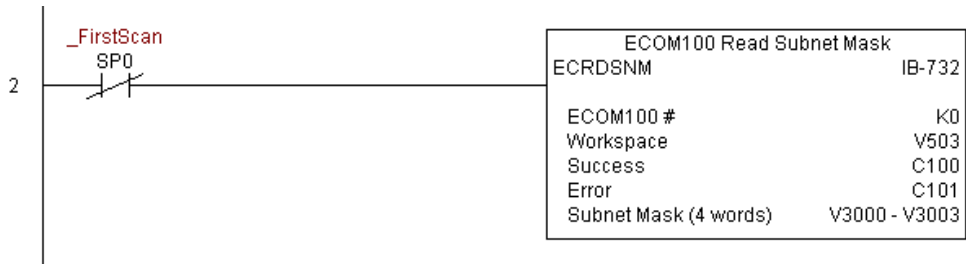 _FirstScan
SP0
2
ECOM100 Read Subnet Mask
ECRDSNM IB-732
ECOM100 # K0
Workspace V503
Success C100
Error C101
Subnet Mask (4 words) V3000 - V3003